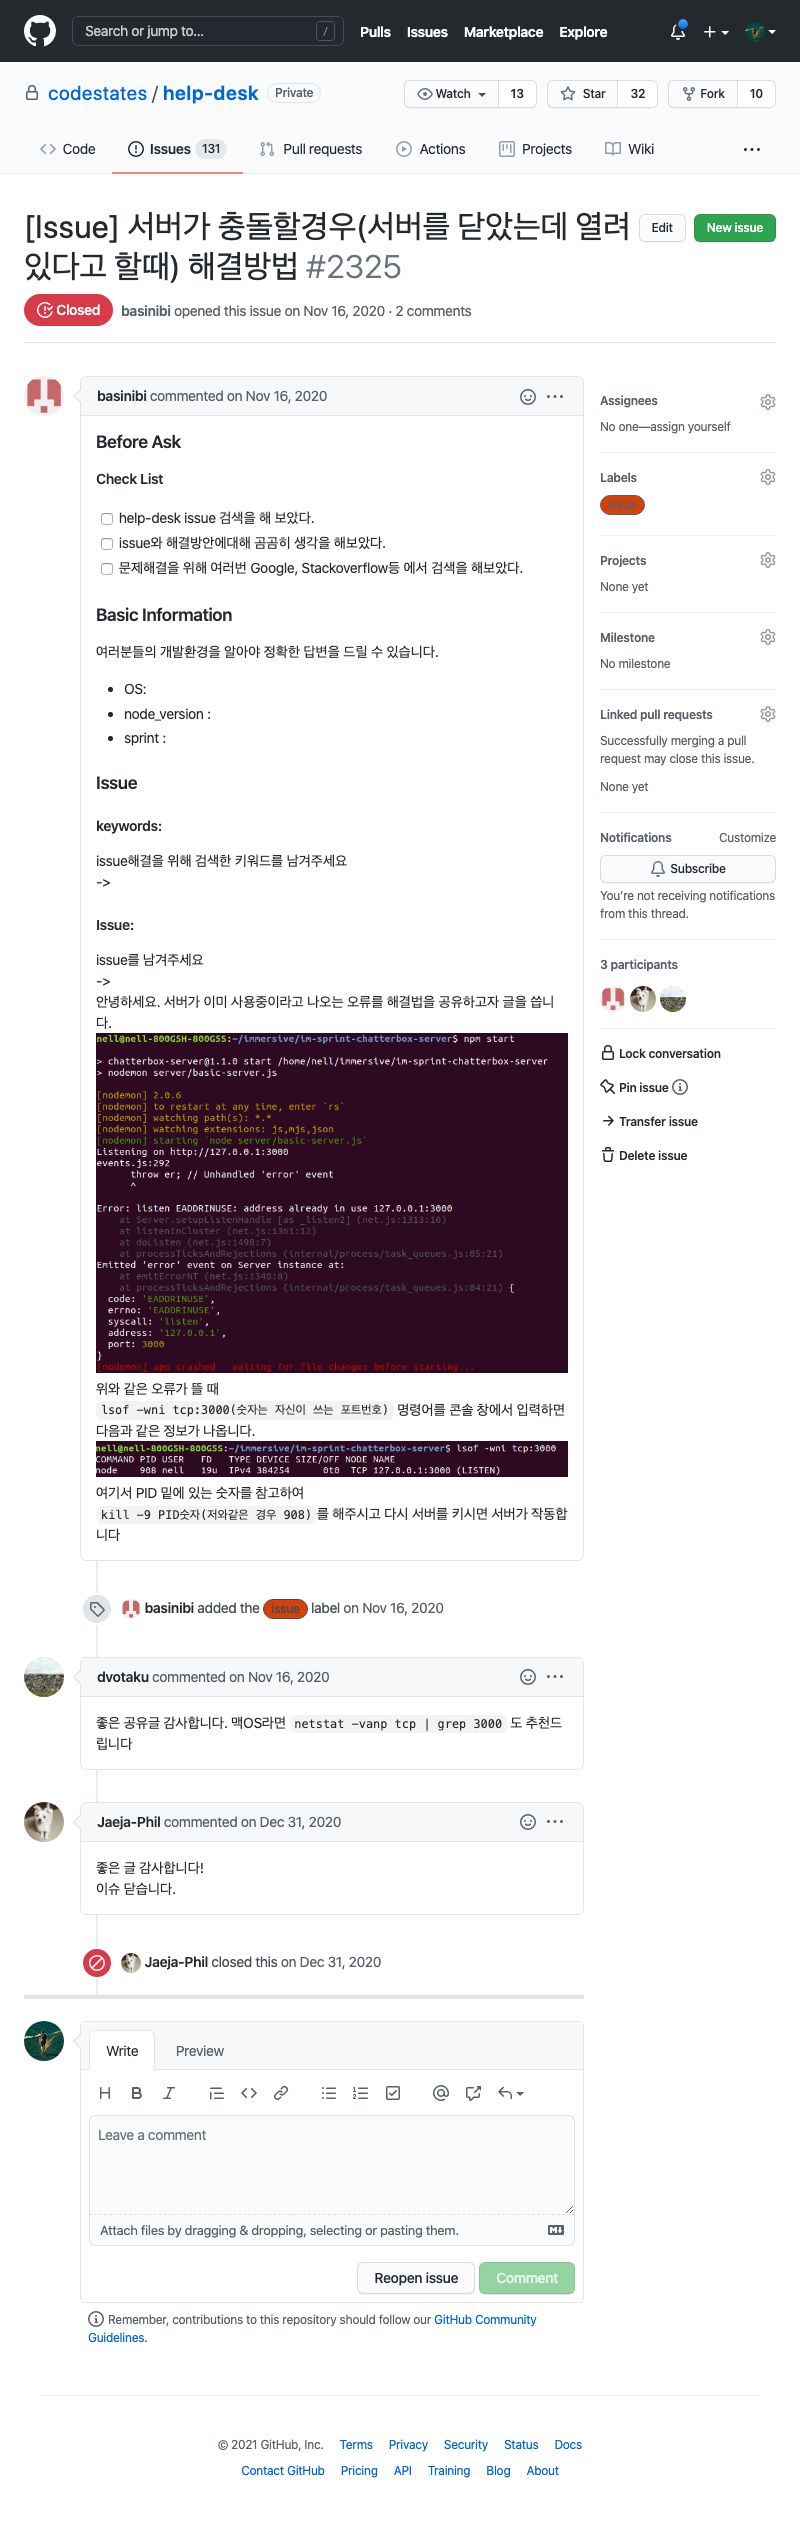 Search or jump to...
/
Pulls Issues Marketplace Explore
codestates / help-desk Private
Watch 13 Star 32 Fork 10
Code Issues 131 Pull requests Actions Projects Wiki
[Issue] 서버가 충돌할경우(서버를 닫았는데 열려
있다고 할때) 해결방법 #2325
Edit New issue
Closed basinibi opened this issue on Nov 16, 2020 · 2 comments
basinibi commented on Nov 16, 2020
Before Ask
Check List
help-desk issue 검색을 해 보았다.
issue와 해결방안에대해 곰곰히 생각을 해보았다.
문제해결을 위해 여러번 Google, Stackoverflow등 에서 검색을 해보았다.
Basic Information
여러분들의 개발환경을 알아야 정확한 답변을 드릴 수 있습니다.
OS:
node_version :
sprint :
Issue
keywords:
issue해결을 위해 검색한 키워드를 남겨주세요
->
Issue:
issue를 남겨주세요
->
안녕하세요. 서버가 이미 사용중이라고 나오는 오류를 해결법을 공유하고자 글을 씁니
다.
nell@nell-800G5H-800G5S:~/immersive/im-sprint-chatterbox-server$ npm start
> chatterbox-server@1.1.0 start /home/nell/immersive/im-sprint-chatterbox-server
> nodemon server/basic-server.js
[nodemon] 2.0.6
[nodemon] to restart at any time, enter `rs`
[nodemon] watching path(s): *.*
[nodemon] watching extensions: js,mjs,json
[nodemon] starting `node server/basic-server.js`
Listening on http://127.0.0.1:3000
events.js:292
throw er; // Unhandled 'error' event
^
Error: listen EADDRINUSE: address already in use 127.0.0.1:3000
at Server.setupListenHandle [as _listen2] (net.js:1313:16)
at listenInCluster (net.js:1361:12)
at doListen (net.js:1498:7)
at processTicksAndRejections (internal/process/task_queues.js:85:21)
Emitted 'error' event on Server instance at:
at emitErrorNT (net.js:1340:8)
at processTicksAndRejections (internal/process/task_queues.js:84:21) {
code: 'EADDRINUSE',
errno: 'EADDRINUSE',
syscall: 'listen',
address: '127.0.0.1',
port: 3000
}
[nodemon] app crashed - waiting for file changes before starting...
위와 같은 오류가 뜰 때
lsof -wni tcp:3000(숫자는 자신이 쓰는 포트번호) 명령어를 콘솔 창에서 입력하면
다음과 같은 정보가 나옵니다.
nell@nell-800G5H-800G5S:~/immersive/im-sprint-chatterbox-server$ lsof -wni tcp:3000
COMMAND PID USER FD TYPE DEVICE SIZE/OFF NODE NAME
node 908 nell 19u IPv4 384254 0t0 TCP 127.0.0.1:3000 (LISTEN)
여기서 PID 밑에 있는 숫자를 참고하여
kill -9 PID숫자(저와같은 경우 908) 를 해주시고 다시 서버를 키시면 서버가 작동합
니다
basinibi added the issue label on Nov 16, 2020
dvotaku commented on Nov 16, 2020
좋은 공유글 감사합니다. 맥OS라면 netstat -vanp tcp | grep 3000 도 추천드
립니다
Jaeja-Phil commented on Dec 31, 2020
좋은 글 감사합니다!
이슈 닫습니다.
Jaeja-Phil closed this on Dec 31, 2020
Write Preview
Leave a comment
Attach files by dragging & dropping, selecting or pasting them.
Reopen issue Comment
Remember, contributions to this repository should follow our GitHub Community
Guidelines.
Assignees
No one—assign yourself
Labels
issue
Projects
None yet
Milestone
No milestone
Linked pull requests
Successfully merging a pull
request may close this issue.
None yet
Notifications Customize
Subscribe
You're not receiving notifications
from this thread.
3 participants
Lock conversation
Pin issue
Transfer issue
Delete issue
© 2021 GitHub, Inc. Terms Privacy Security Status Docs
Contact GitHub Pricing API Training Blog About